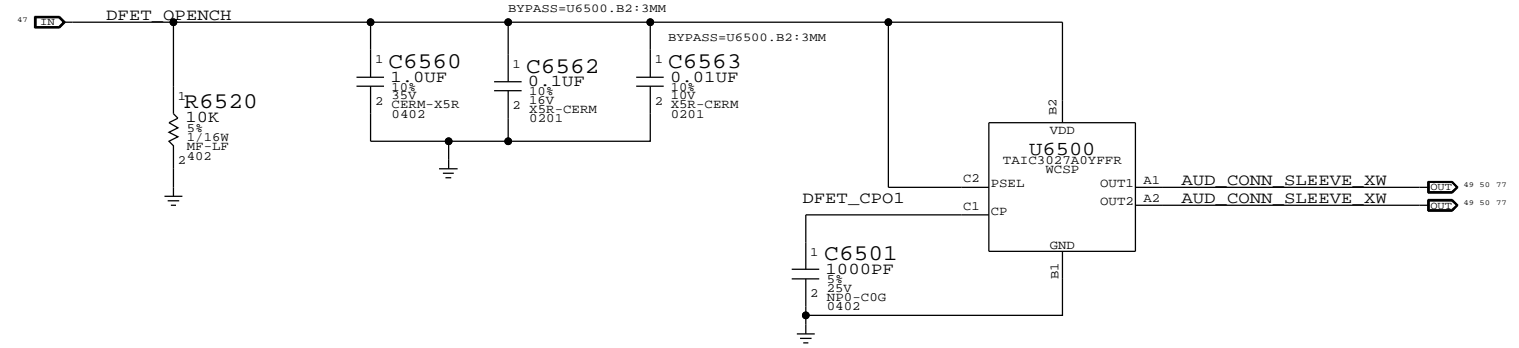 47 IN DFET_OPENCH
BYPASS=U6500.B2:3MM
BYPASS=U6500.B2:3MM
1 R6520
10K
5%
1/16W
MF-LF
2 402
1 C6560
1.0UF
10%
35V
2 CERM-X5R
0402
1 C6562
0.1UF
10%
16V
2 X5R-CERM
0201
1 C6563
0.01UF
10%
10V
2 X5R-CERM
0201
B2
VDD
U6500
TAIC3027A0YFFR
WCSP
C2 PSEL
DFET_CPO1
C1 CP
OUT1 A1 AUD_CONN_SLEEVE_XW OUT 49 50 77
OUT2 A2 AUD_CONN_SLEEVE_XW OUT 49 50 77
GND
B1
1 C6501
1000PF
5%
25V
2 NP0-C0G
0402